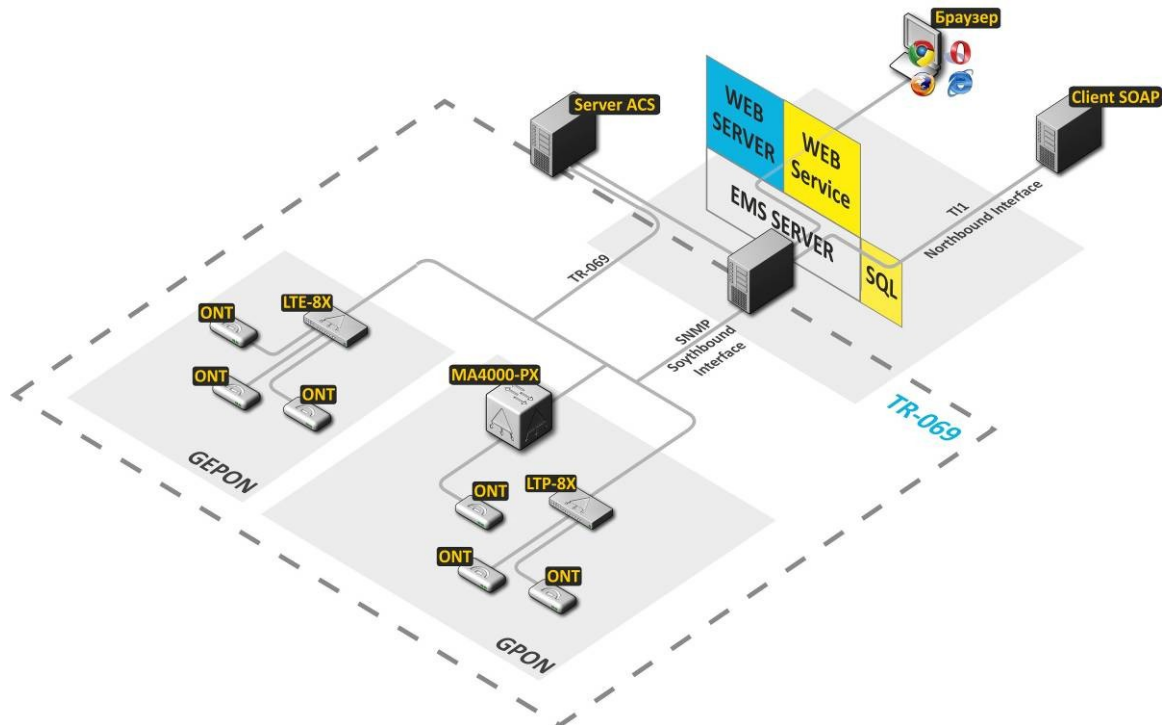 Браузер
Server ACS
Client SOAP
WEB
SERVER
WEB
Service
EMS SERVER
SQL
TI1
Northbound Interface
TR-069
SNMP
Soythbound
Interface
LTE-8X
ONT
ONT
ONT
GEPON
MA4000-PX
TR-069
ONT
LTP-8X
ONT
ONT
GPON